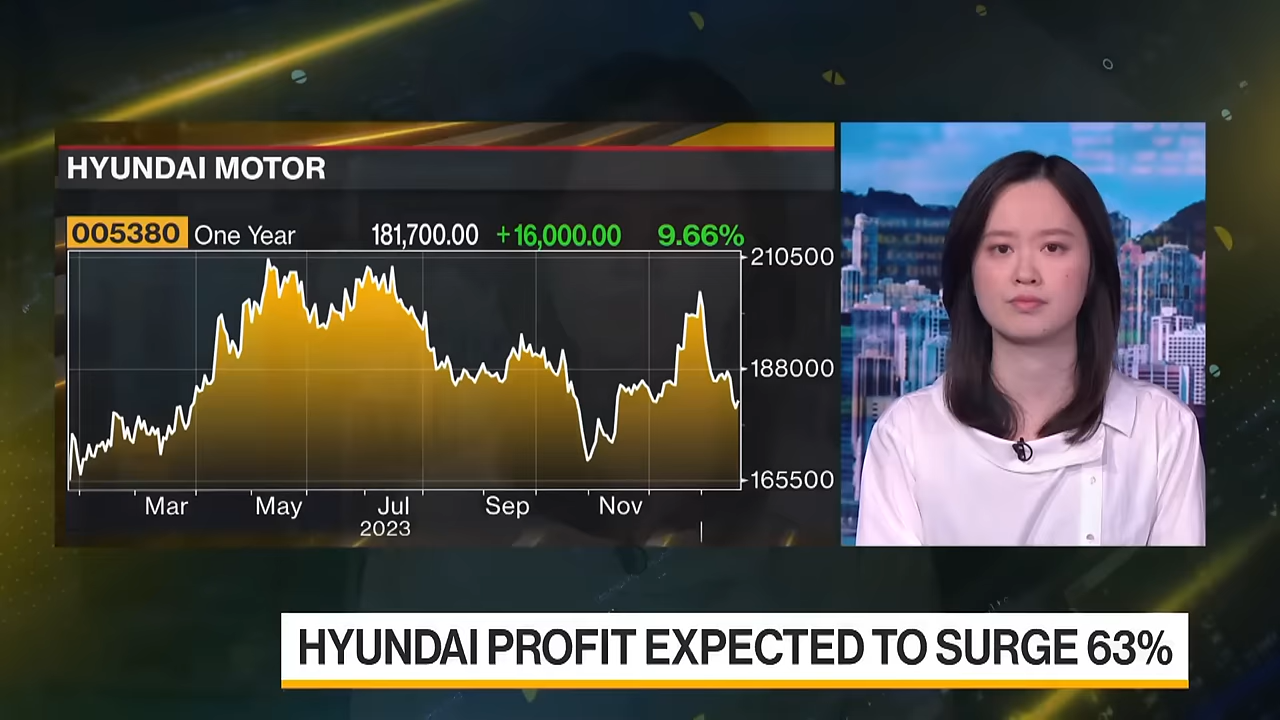 HYUNDAI MOTOR
005380 One Year 181,700.00 +16,000.00 9.66%
210500
188000
165500
Mar May Jul Sep Nov
2023
HYUNDAI PROFIT EXPECTED TO SURGE 63%